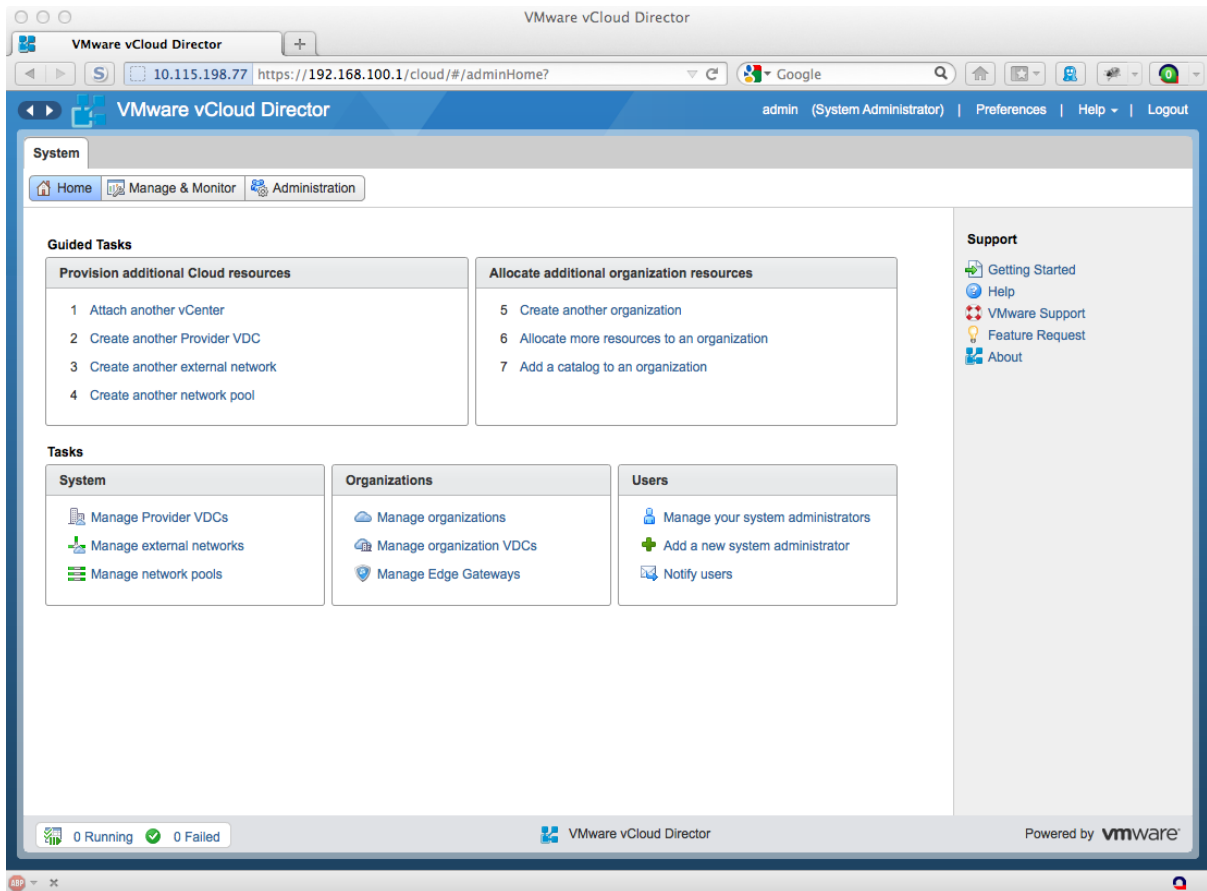 VMware vCloud Director
VMware vCloud Director
S 10.115.198.77 https://192.168.100.1/cloud/#/adminHome? Google 0
VMware vCloud Director admin (System Administrator) | Preferences | Help | Logout
System
Home Manage & Monitor Administration
Guided Tasks
Provision additional Cloud resources
1 Attach another vCenter
2 Create another Provider VDC
3 Create another external network
4 Create another network pool
Allocate additional organization resources
5 Create another organization
6 Allocate more resources to an organization
7 Add a catalog to an organization
Tasks
System
Manage Provider VDCs
Manage external networks
Manage network pools
Organizations
Manage organizations
Manage organization VDCs
Manage Edge Gateways
Users
Manage your system administrators
Add a new system administrator
Notify users
Support
Getting Started
Help
VMware Support
Feature Request
About
0 Running 0 Failed VMware vCloud Director Powered by vmware
ABP